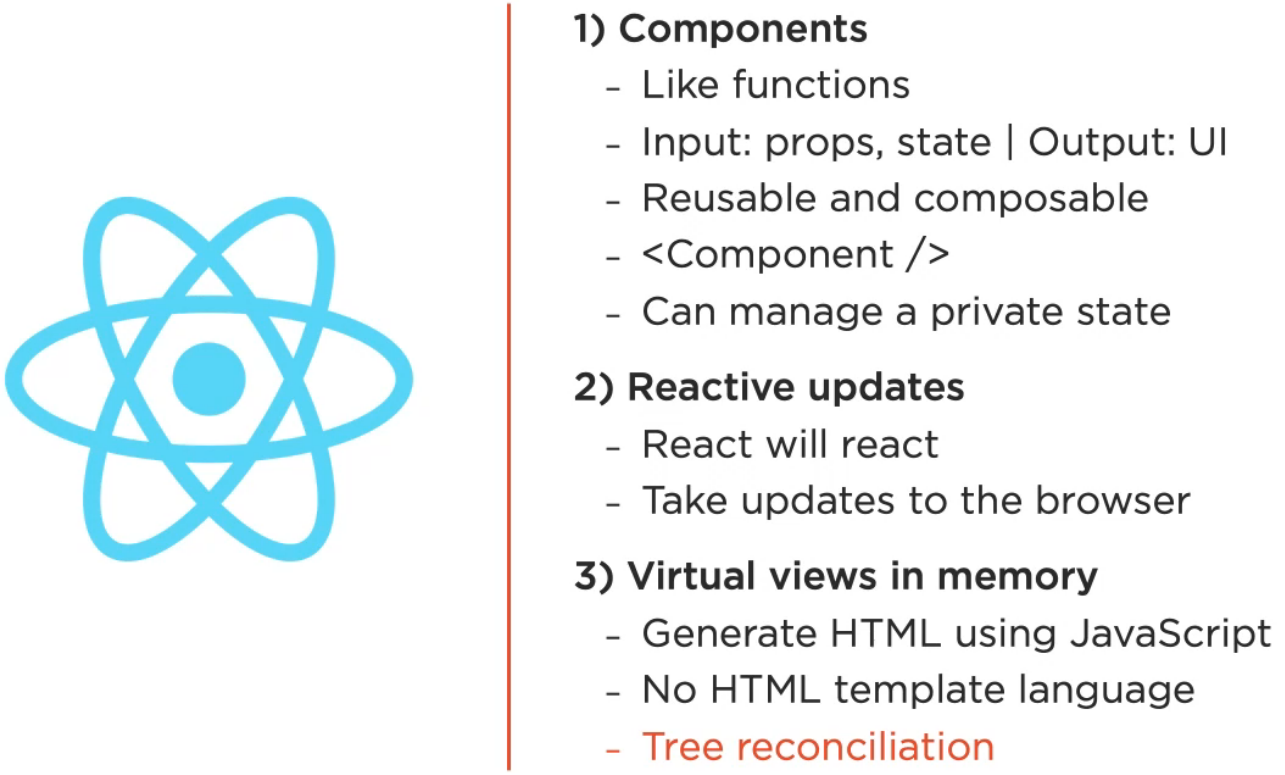 1) Components
- Like functions
- Input: props, state | Output: UI
- Reusable and composable
- <Component />
- Can manage a private state
2) Reactive updates
- React will react
- Take updates to the browser
3) Virtual views in memory
- Generate HTML using JavaScript
- No HTML template language
- Tree reconciliation